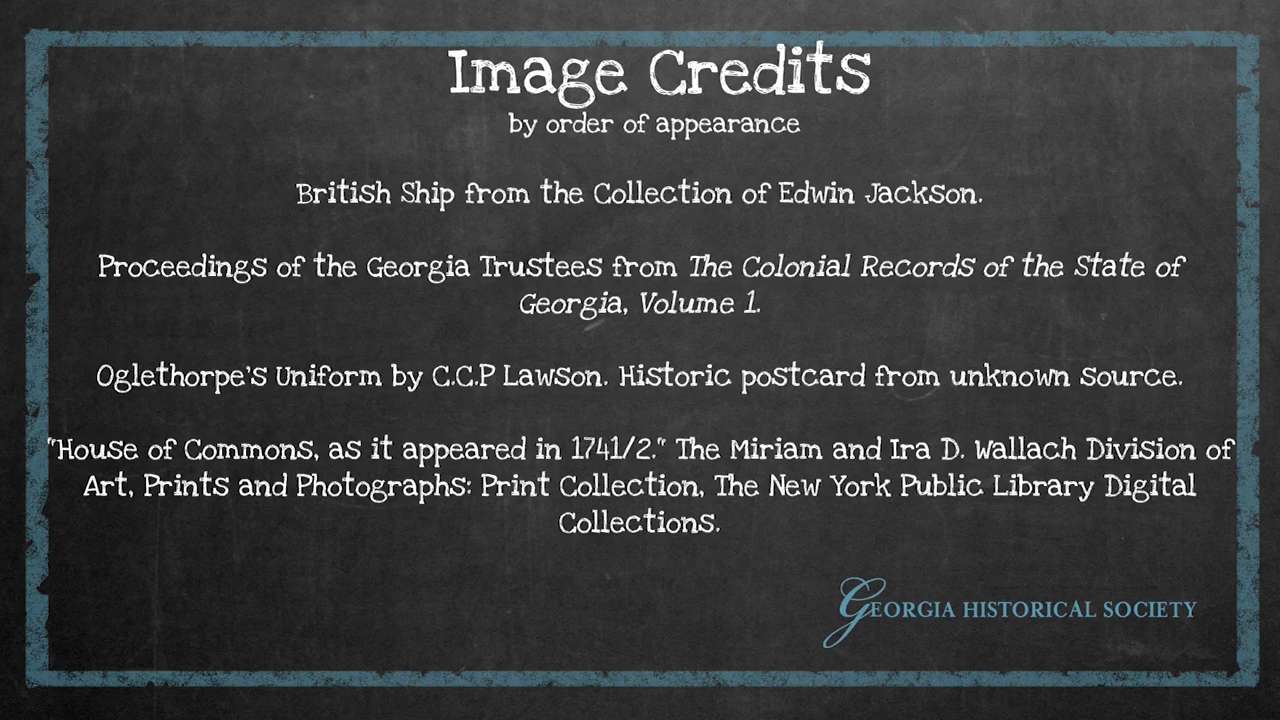 Image Credits
by order of appearance
British Ship from the Collection of Edwin Jackson.
Proceedings of the Georgia Trustees from The Colonial Records of the State of
Georgia, Volume 1.
Oglethorpe's Uniform by C.C.P Lawson. Historic postcard from unknown source.
"House of Commons, as it appeared in 1741/2." The Miriam and Ira D. Wallach Division of
Art, Prints and Photographs: Print Collection, The New York Public Library Digital
Collections.
GEORGIA HISTORICAL SOCIETY